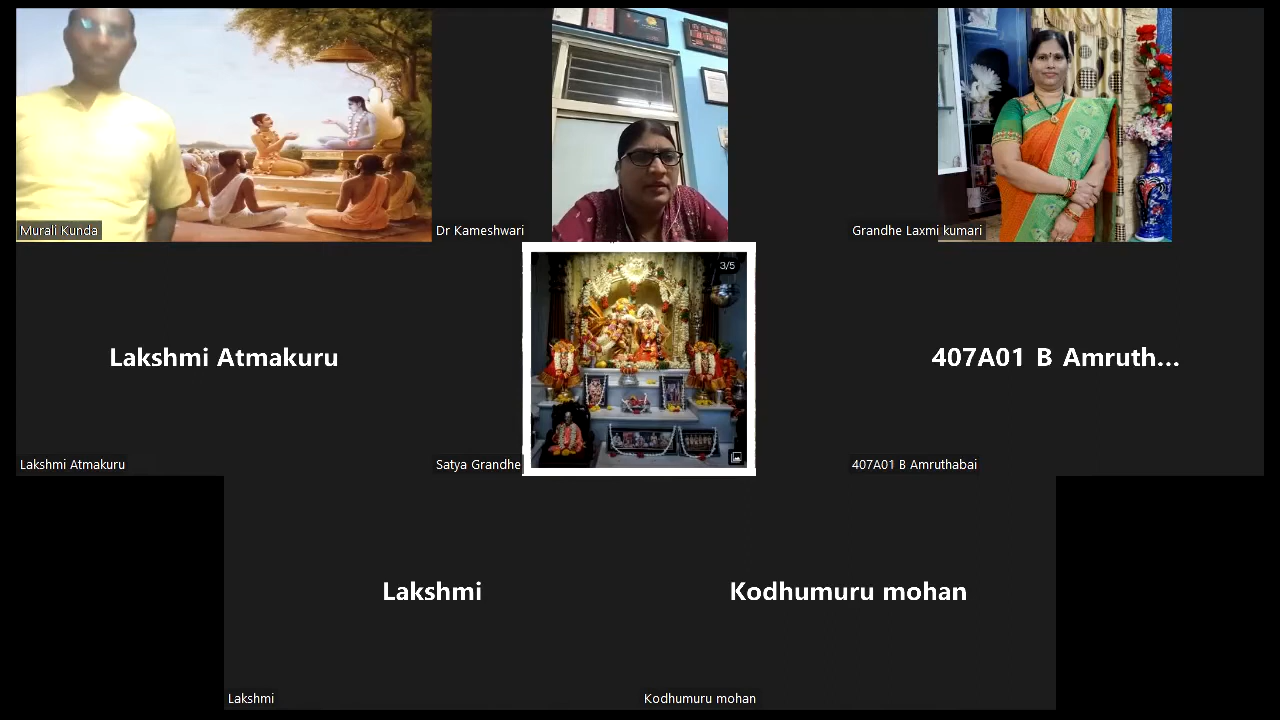 Murali Kunda
Dr Kameshwari
Grandhe Laxmi kumari
3/5
Lakshmi Atmakuru
407A01 B Amruth...
Lakshmi Atmakuru
Satya Grandhe
407A01 B Amruthabai
Lakshmi
Kodhumuru mohan
Lakshmi
Kodhumuru mohan